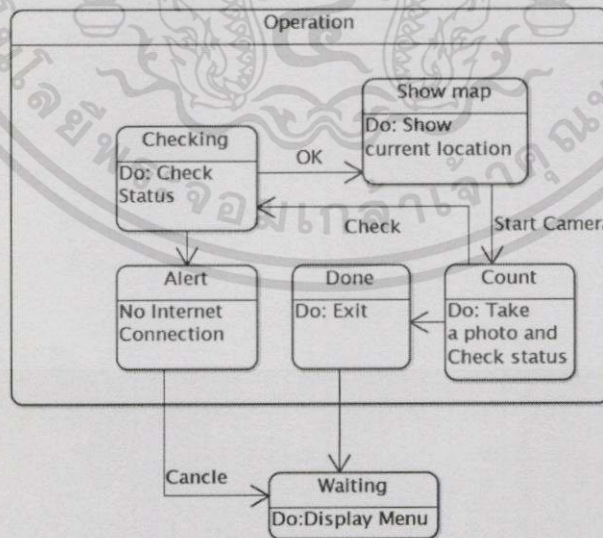 Operation
Show map
Do: Show
current location
Checking
Do: Check
Status
OK
Check
Start Camera
Alert
No Internet
Connection
Done
Do: Exit
Count
Do: Take
a photo and
Check status
Cancle
Waiting
Do:Display Menu